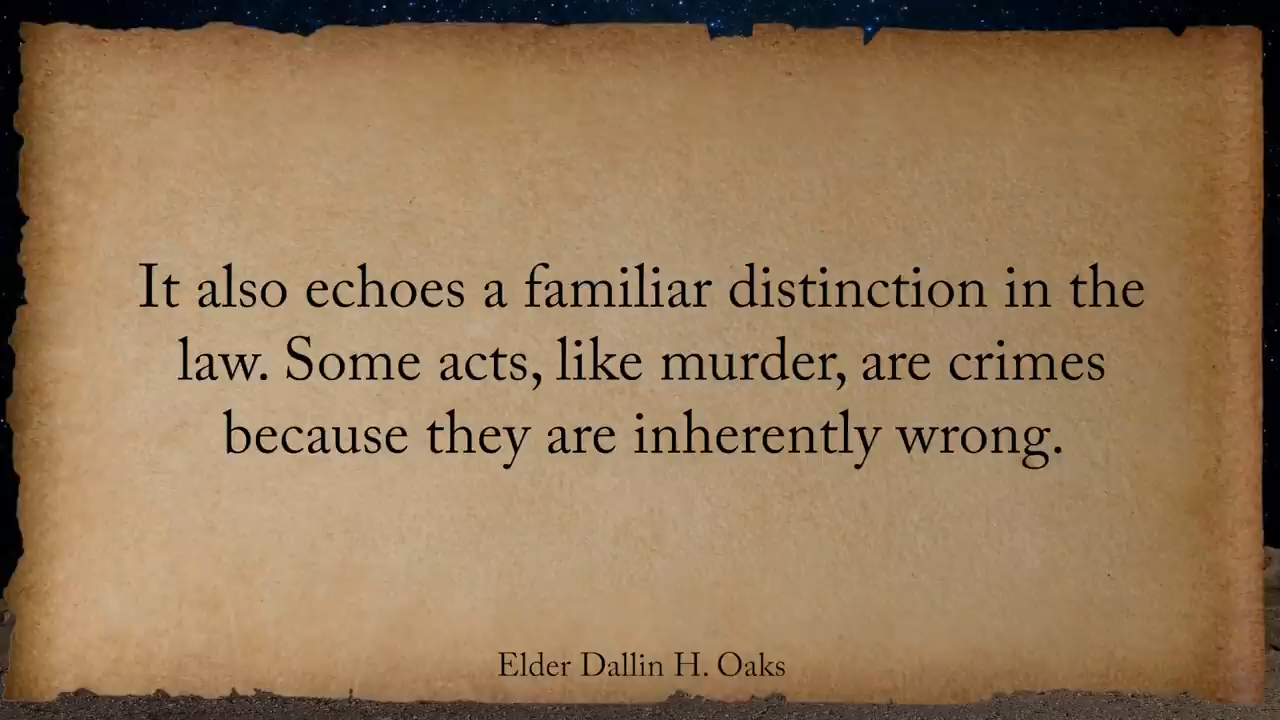 It also echoes a familiar distinction in the
law. Some acts, like murder, are crimes
because they are inherently wrong.
Elder Dallin H. Oaks